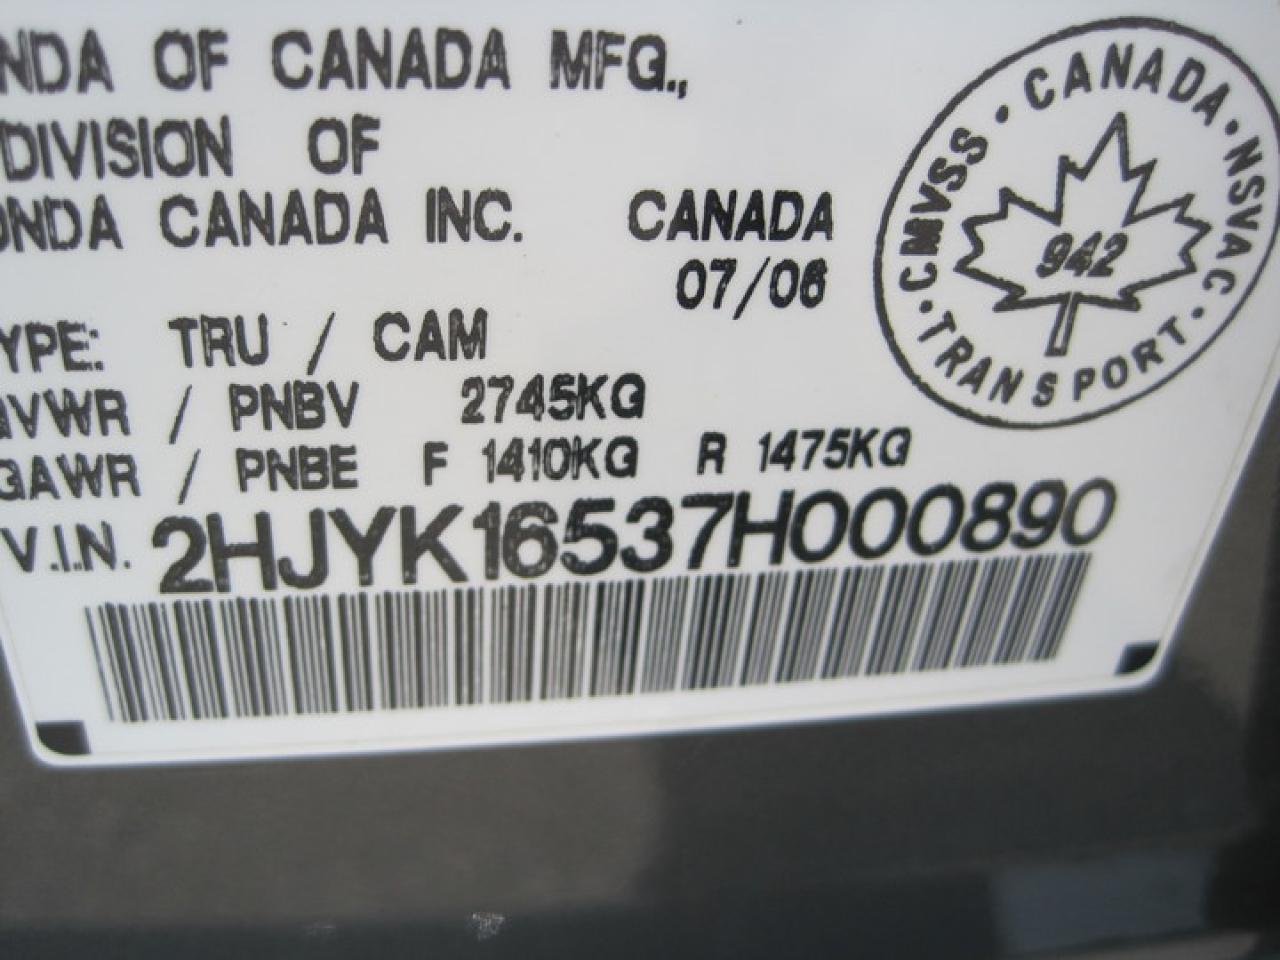 NDA OF CANADA MFG.,
DIVISION OF
ONDA CANADA INC. CANADA
07/06
YPE: TRU / CAM
GVWR / PNBV 2745KG
GAWR / PNBE F 1410KG R 1475KG
V.I.N. 2HJYK16537H000890
CMVSS · CANADA · NSVAC · TRANSPORT ·
942